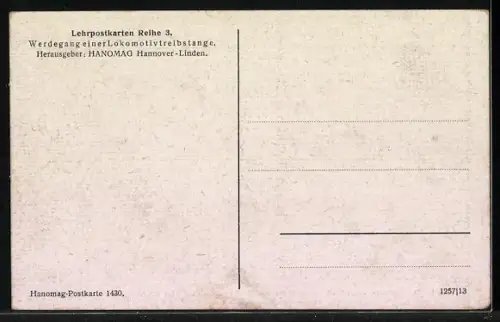 Lehrpostkarten Reihe 3.
Werdegang einer Lokomotivtreibstange.
Herausgeber: HANOMAG Hannover-Linden.
Hanomag-Postkarte 1430.
1257|13